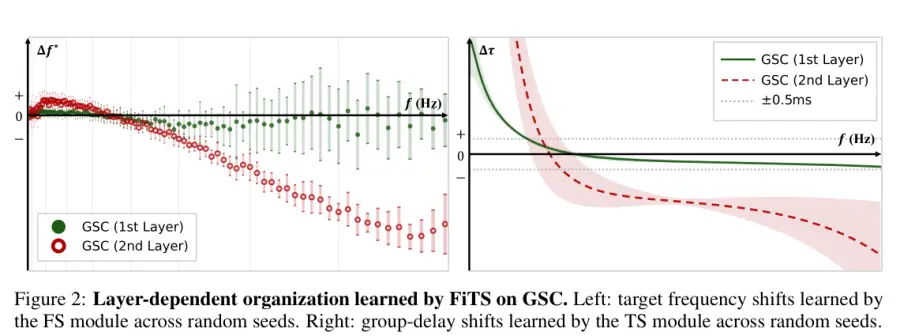 Δf*
+
0
−
f (Hz)
GSC (1st Layer)
GSC (2nd Layer)
Δτ
GSC (1st Layer)
GSC (2nd Layer)
±0.5ms
f (Hz)
+
0
−
Figure 2: Layer-dependent organization learned by FiTS on GSC. Left: target frequency shifts learned by
the FS module across random seeds. Right: group-delay shifts learned by the TS module across random seeds.